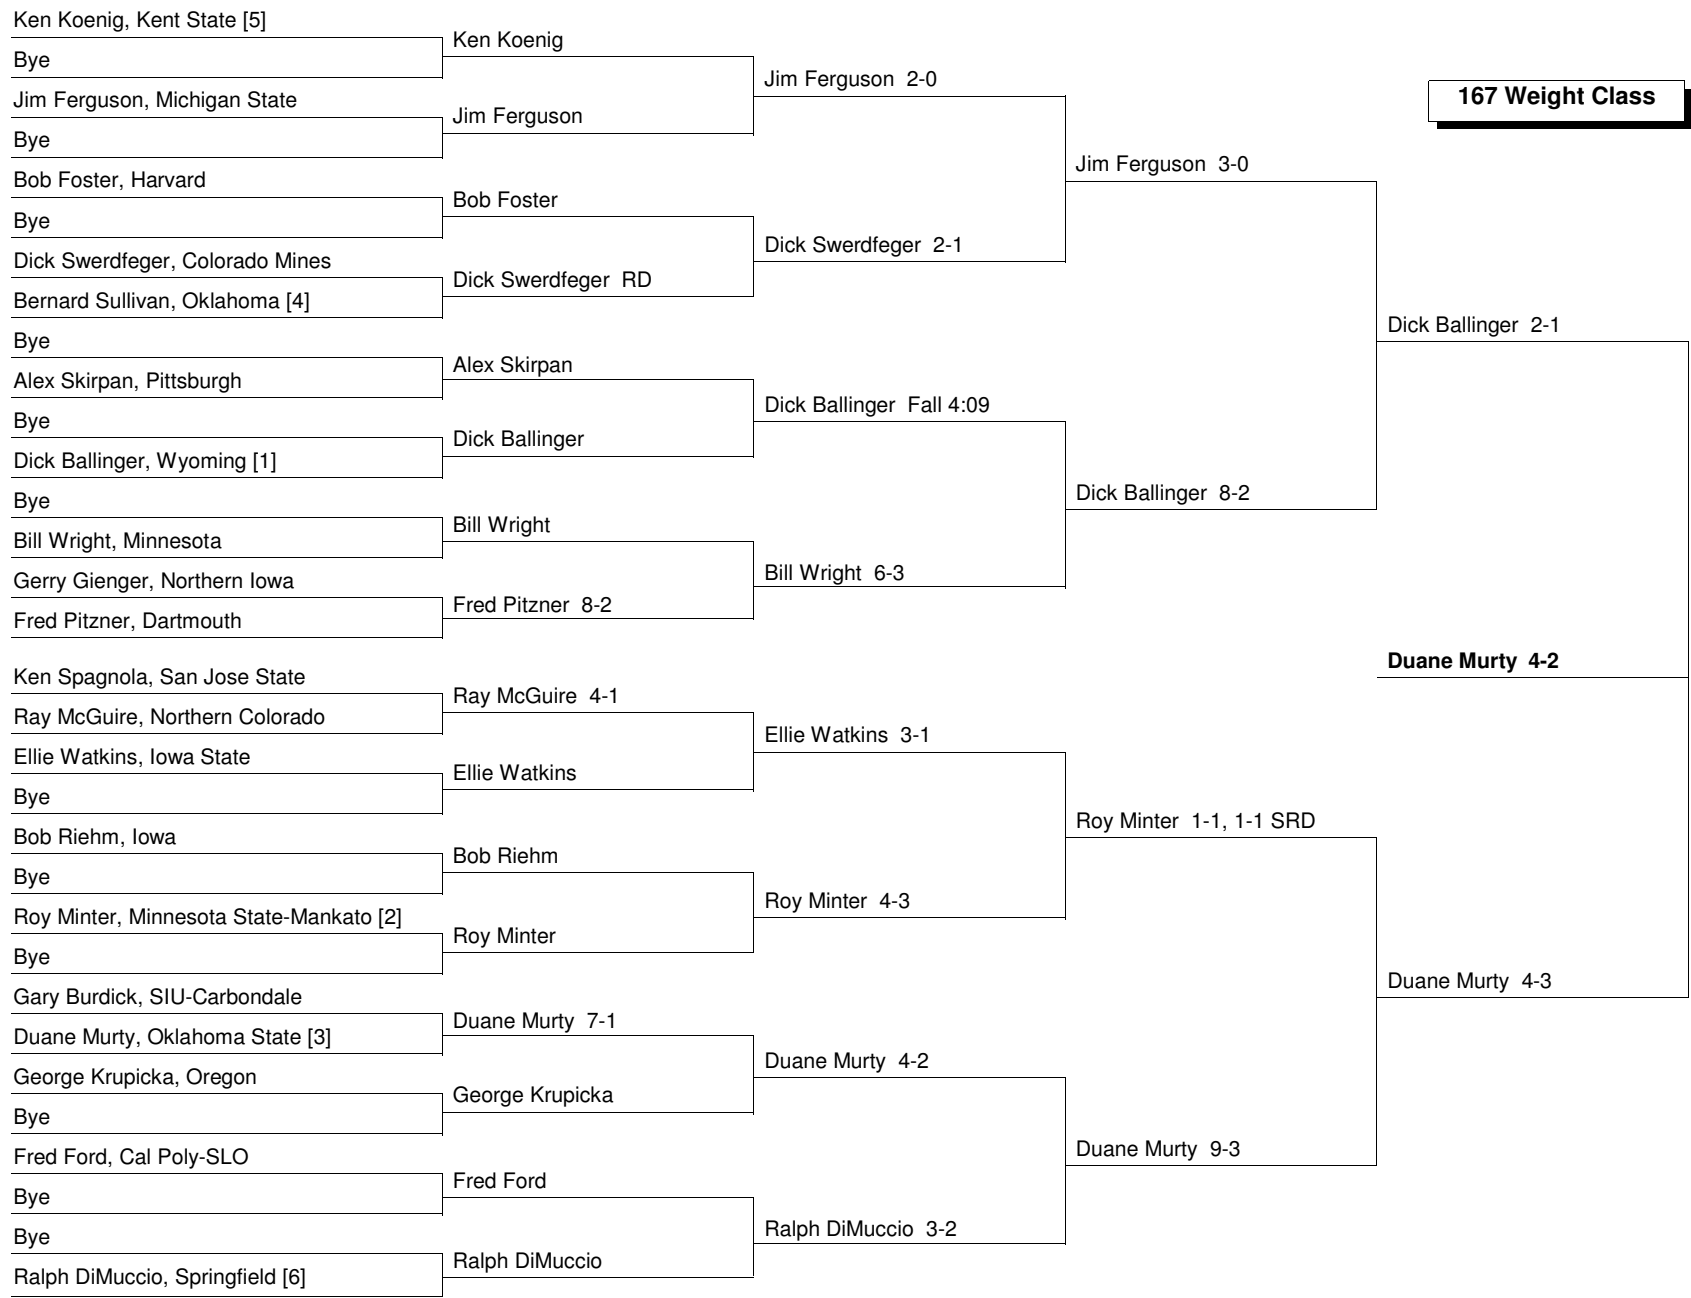 Ken Koenig, Kent State [5]
Bye
Jim Ferguson, Michigan State
Bye
Bob Foster, Harvard
Bye
Dick Swerdfeger, Colorado Mines
Bernard Sullivan, Oklahoma [4]
Bye
Alex Skirpan, Pittsburgh
Bye
Dick Ballinger, Wyoming [1]
Bye
Bill Wright, Minnesota
Gerry Gienger, Northern Iowa
Fred Pitzner, Dartmouth
Ken Spagnola, San Jose State
Ray McGuire, Northern Colorado
Ellie Watkins, Iowa State
Bye
Bob Riehm, Iowa
Bye
Roy Minter, Minnesota State-Mankato [2]
Bye
Gary Burdick, SIU-Carbondale
Duane Murty, Oklahoma State [3]
George Krupicka, Oregon
Bye
Fred Ford, Cal Poly-SLO
Bye
Bye
Ralph DiMuccio, Springfield [6]
Ken Koenig
Jim Ferguson
Bob Foster
Dick Swerdfeger RD
Alex Skirpan
Dick Ballinger
Bill Wright
Fred Pitzner 8-2
Ray McGuire 4-1
Ellie Watkins
Bob Riehm
Roy Minter
Duane Murty 7-1
George Krupicka
Fred Ford
Ralph DiMuccio
Jim Ferguson 2-0
Dick Swerdfeger 2-1
Dick Ballinger Fall 4:09
Bill Wright 6-3
Ellie Watkins 3-1
Roy Minter 4-3
Duane Murty 4-2
Ralph DiMuccio 3-2
Jim Ferguson 3-0
Dick Ballinger 8-2
Roy Minter 1-1, 1-1 SRD
Duane Murty 9-3
167 Weight Class
Dick Ballinger 2-1
Duane Murty 4-2
Duane Murty 4-3